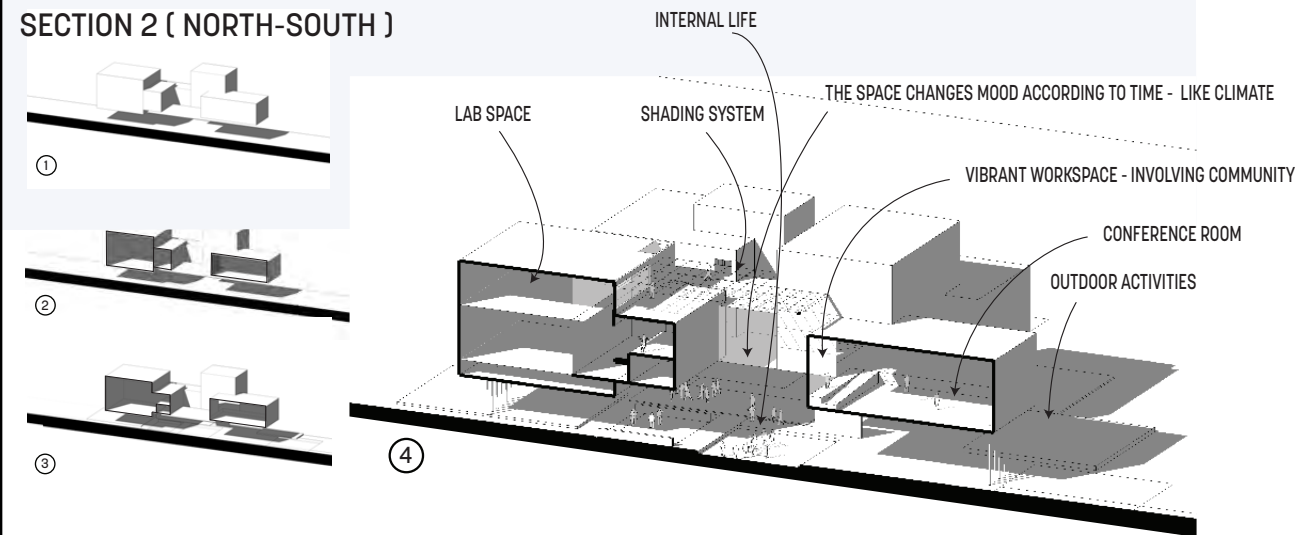 SECTION 2 ( NORTH-SOUTH )
INTERNAL LIFE
THE SPACE CHANGES MOOD ACCORDING TO TIME - LIKE CLIMATE
LAB SPACE
SHADING SYSTEM
VIBRANT WORKSPACE - INVOLVING COMMUNITY
CONFERENCE ROOM
OUTDOOR ACTIVITIES
1
2
3
4